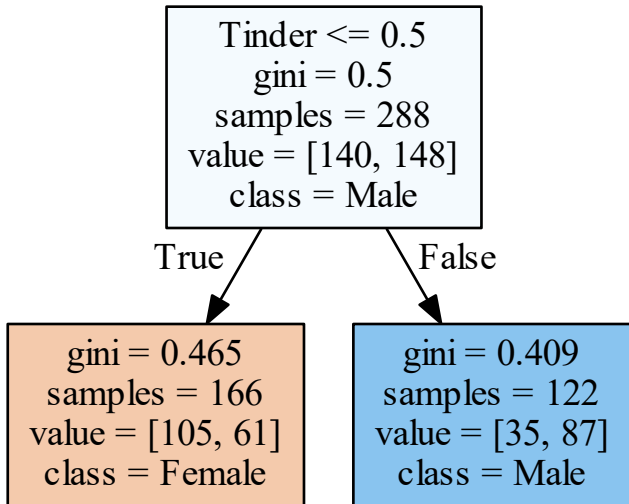 Tinder <= 0.5
gini = 0.5
samples = 288
value = [140, 148]
class = Male
True
False
gini = 0.465
samples = 166
value = [105, 61]
class = Female
gini = 0.409
samples = 122
value = [35, 87]
class = Male